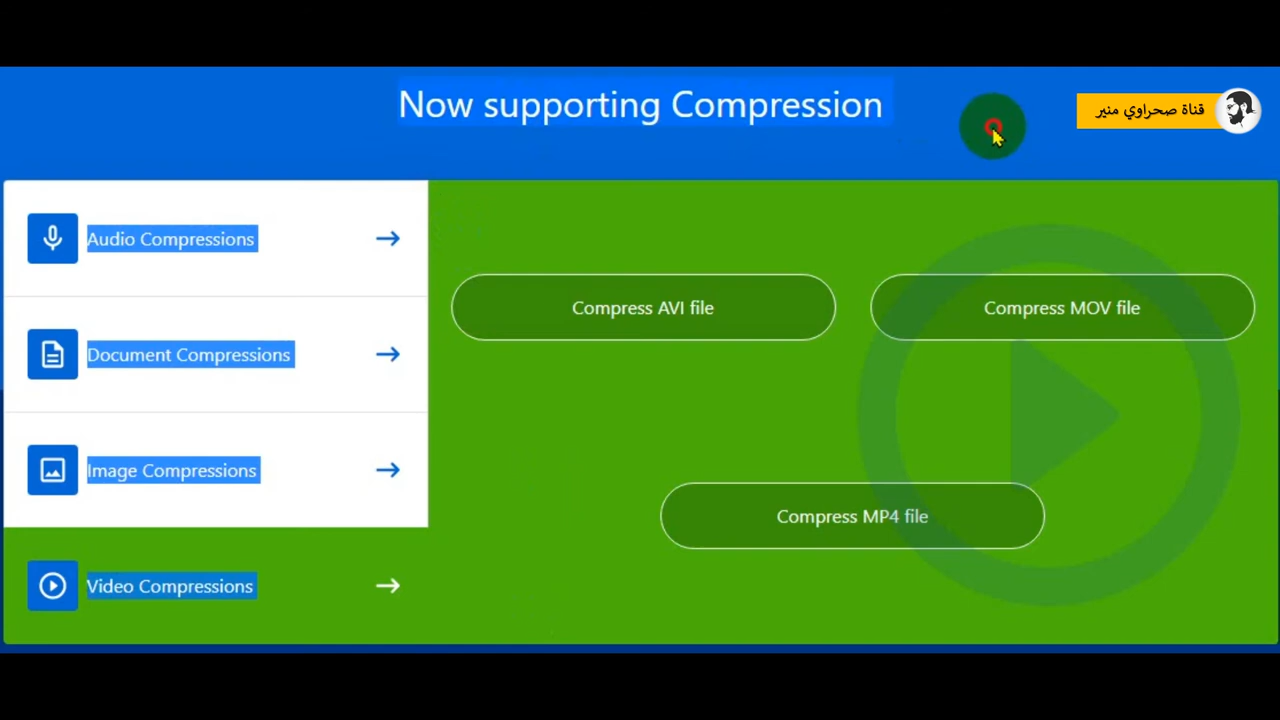 Now supporting Compression
قناة صحراوي منير
Audio Compressions
Document Compressions
Image Compressions
Video Compressions
Compress AVI file
Compress MOV file
Compress MP4 file